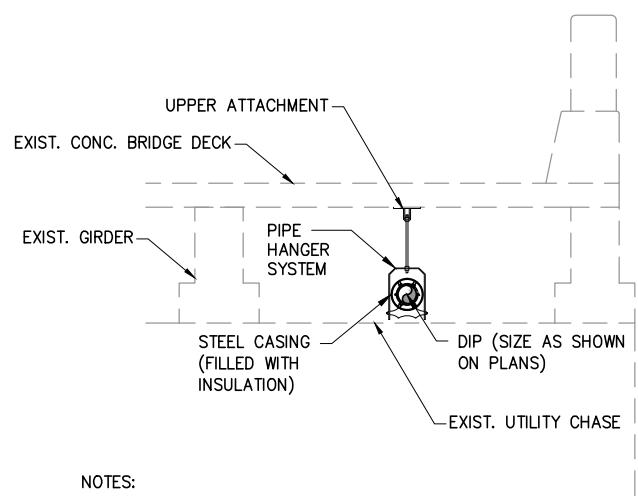 UPPER ATTACHMENT
EXIST. CONC. BRIDGE DECK
EXIST. GIRDER
PIPE
HANGER
SYSTEM
STEEL CASING
(FILLED WITH
INSULATION)
DIP (SIZE AS SHOWN
ON PLANS)
EXIST. UTILITY CHASE
NOTES: